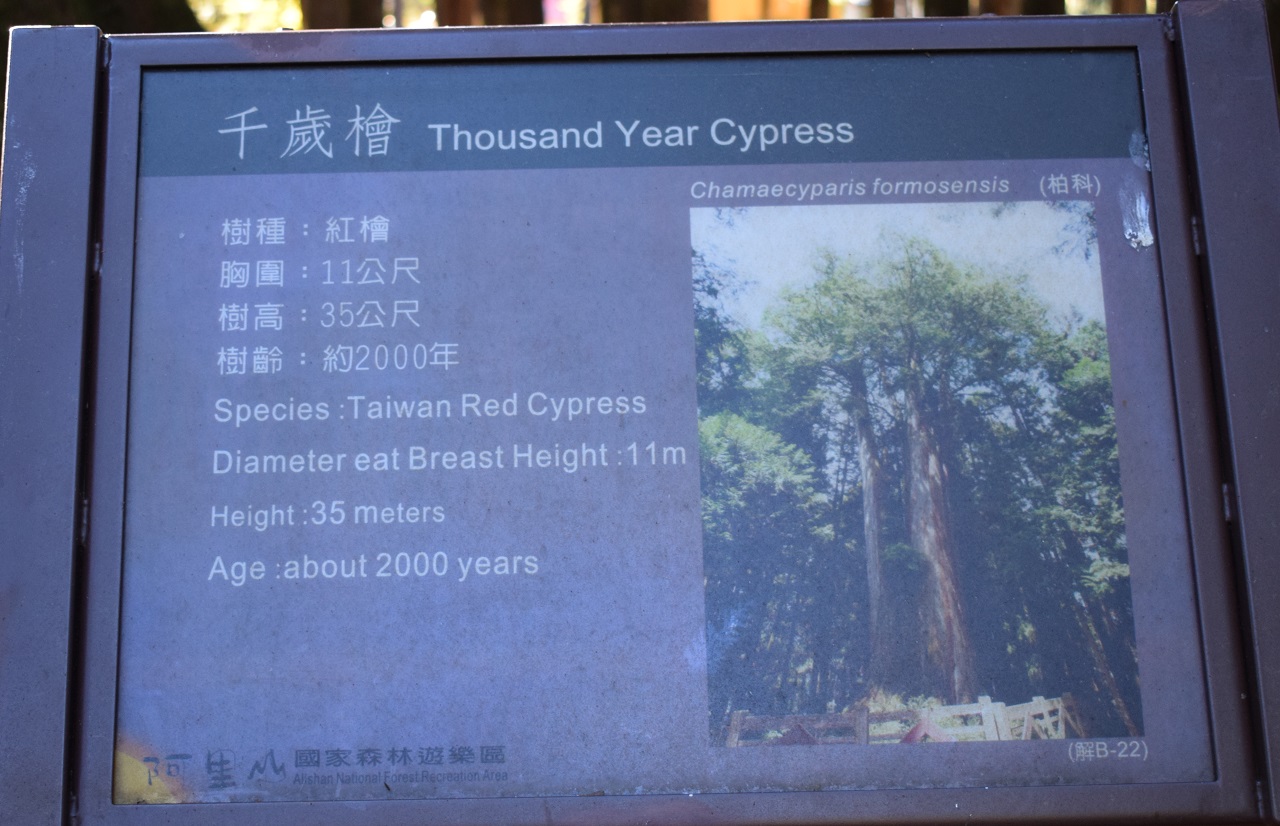 千歲檜 Thousand Year Cypress
Chamaecyparis formosensis (柏科)
樹種：紅檜
胸圍：11公尺
樹高：35公尺
樹齡：約2000年
Species :Taiwan Red Cypress
Diameter eat Breast Height :11m
Height :35 meters
Age :about 2000 years
(解B-22)
阿里山 國家森林遊樂區
Alishan National Forest Recreation Area